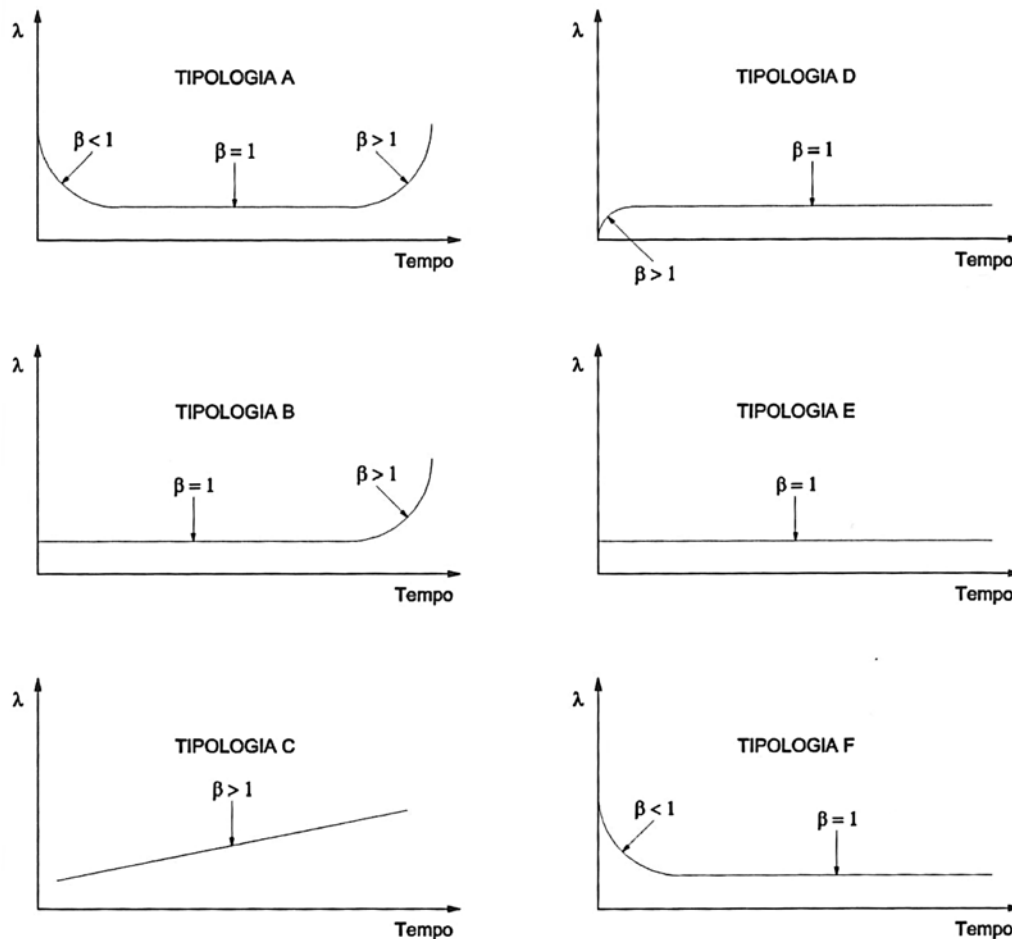 λ
TIPOLOGIA A
β < 1
β = 1
β > 1
Tempo
λ
TIPOLOGIA D
β = 1
β > 1
Tempo
λ
TIPOLOGIA B
β = 1
β > 1
Tempo
λ
TIPOLOGIA E
β = 1
Tempo
λ
TIPOLOGIA C
β > 1
Tempo
λ
TIPOLOGIA F
β < 1
β = 1
Tempo